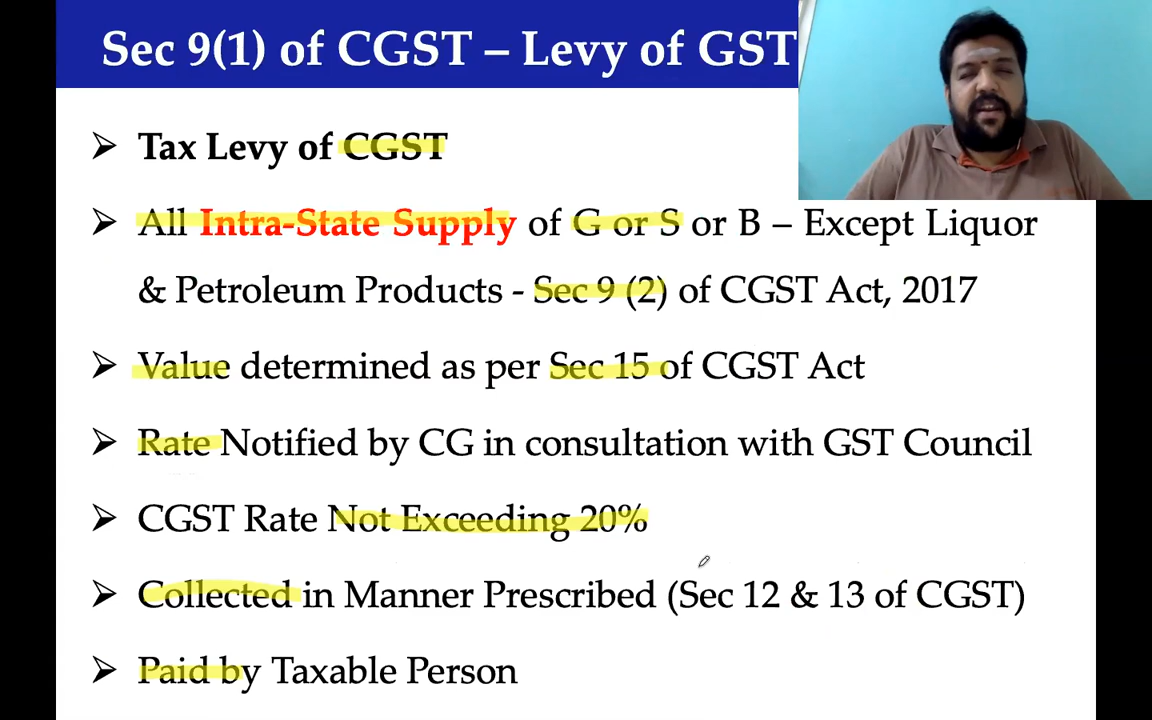 Sec 9(1) of CGST – Levy of GST
➢ Tax Levy of CGST
➢ All Intra-State Supply of G or S or B – Except Liquor
& Petroleum Products - Sec 9 (2) of CGST Act, 2017
➢ Value determined as per Sec 15 of CGST Act
➢ Rate Notified by CG in consultation with GST Council
➢ CGST Rate Not Exceeding 20%
➢ Collected in Manner Prescribed (Sec 12 & 13 of CGST)
➢ Paid by Taxable Person